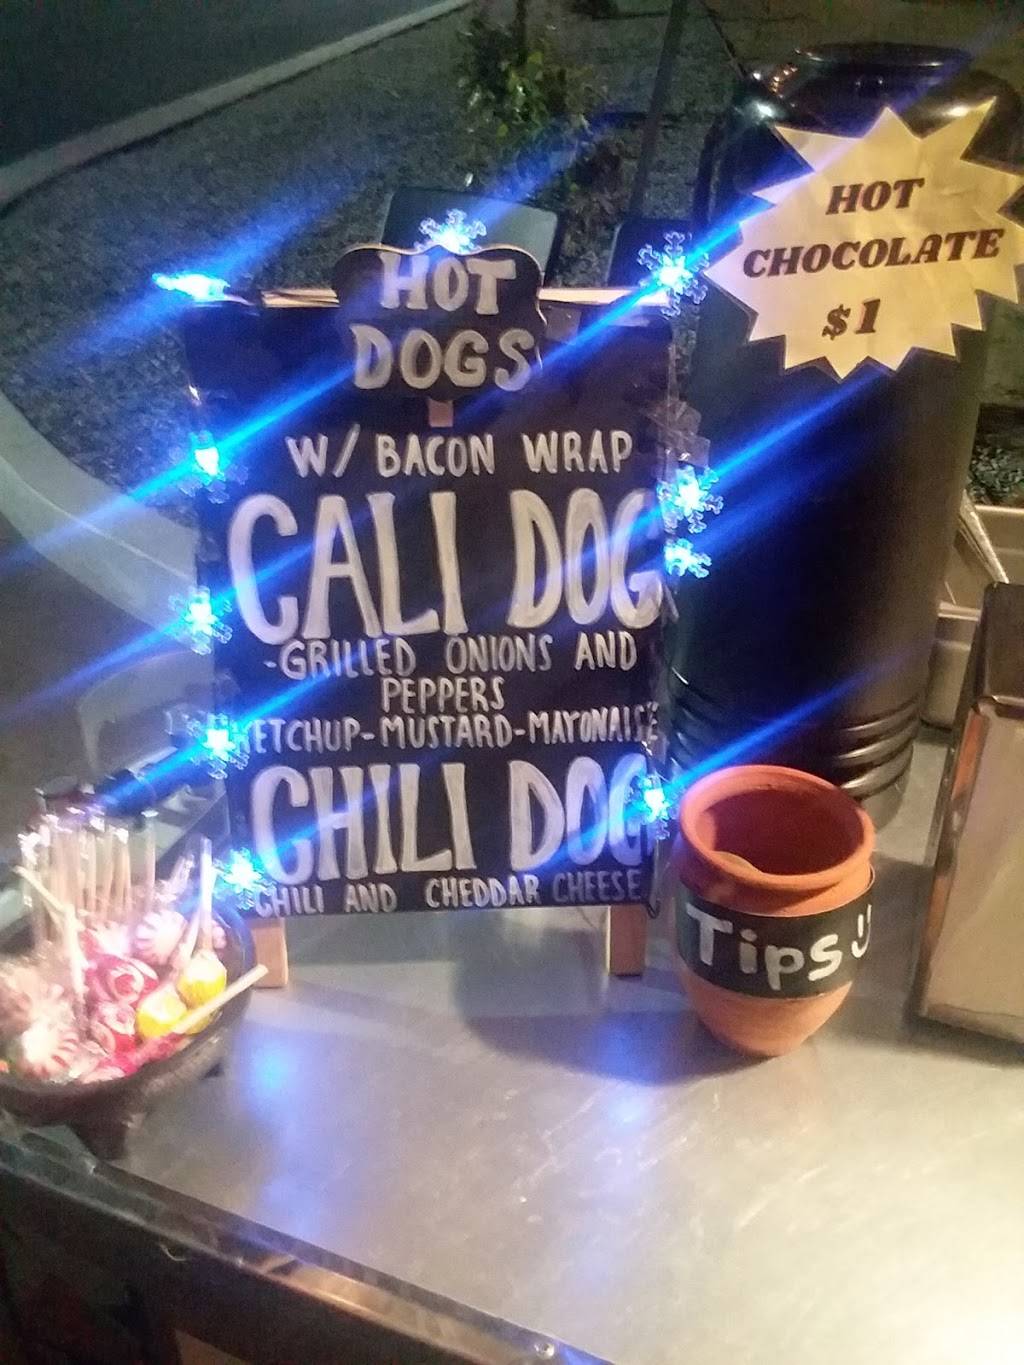 HOT
DOGS
W/ BACON WRAP
CALI DOG
-GRILLED ONIONS AND
PEPPERS
KETCHUP-MUSTARD-MAYONAISE
CHILI DOG
CHILI AND CHEDDAR CHEESE
HOT
CHOCOLATE
$1
Tips :)